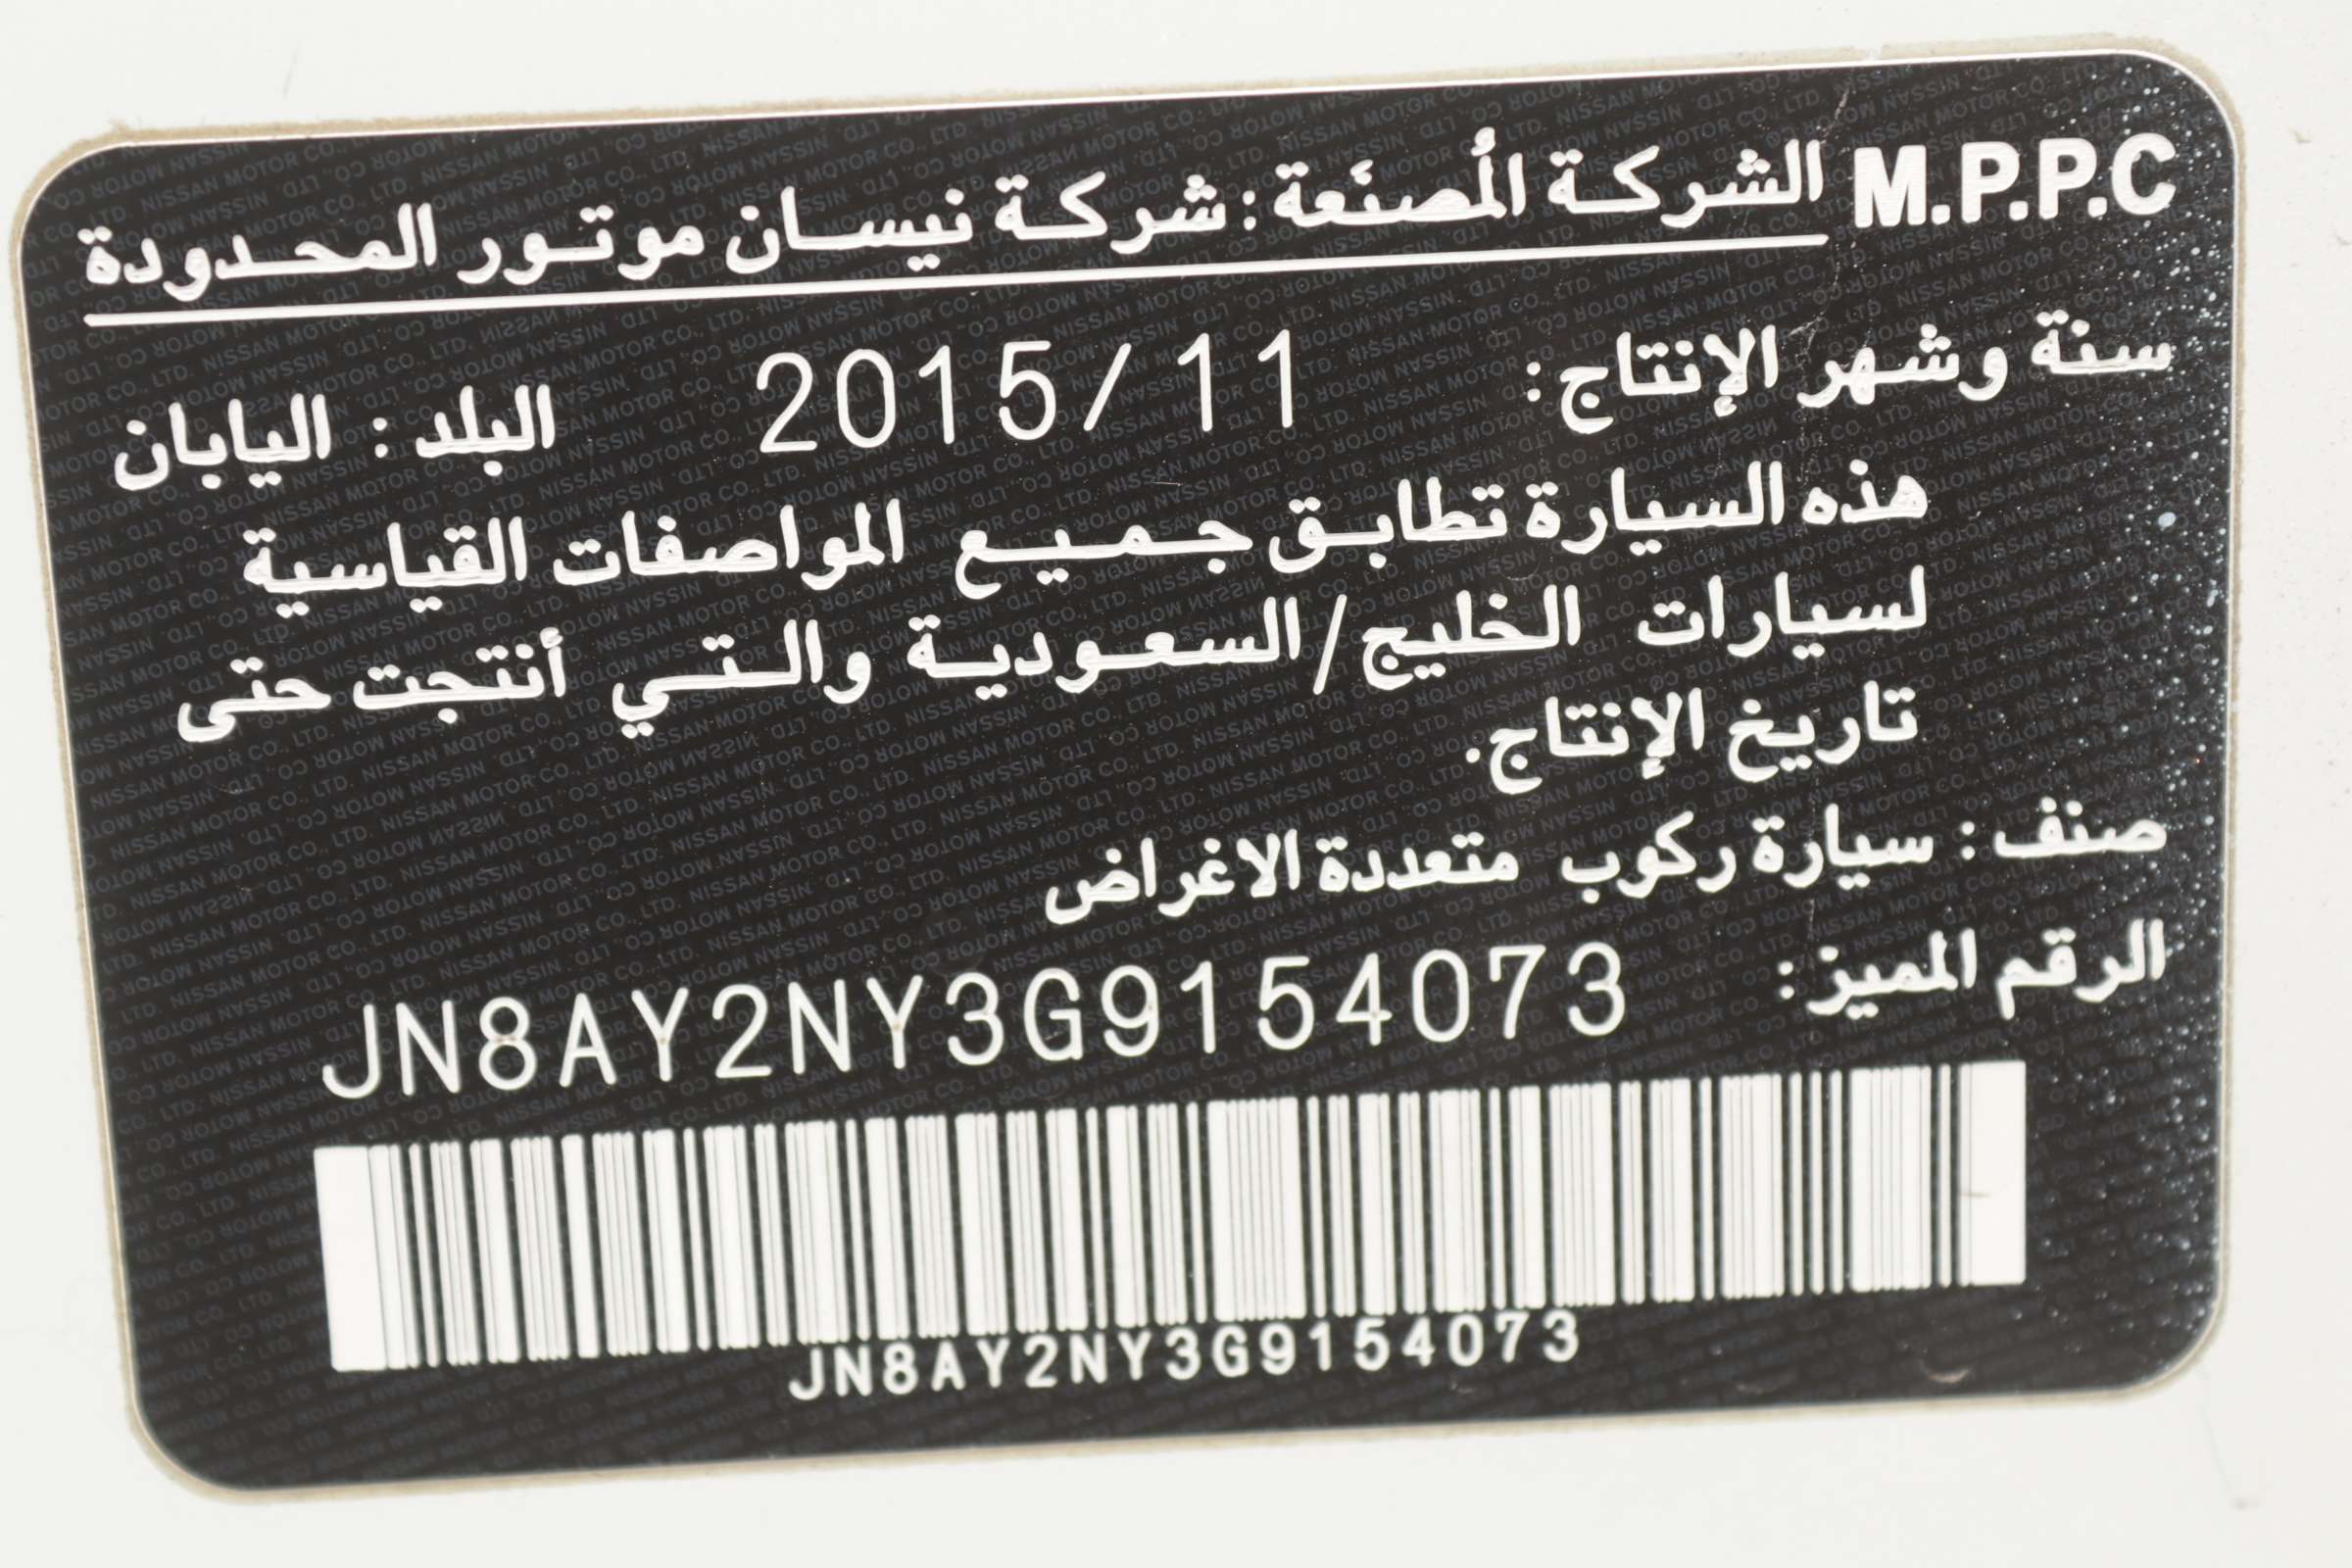 M.P.P.C الشركة المُصنَعة : شركة نيسان موتور المحدودة
سنة وشهر الإنتاج : 2015/11 البلد : اليابان
هذه السيارة تطابق جميع المواصفات القياسية
لسيارات الخليج/السعودية والتي أنتجت حتى
تاريخ الإنتاج.
صنف : سيارة ركوب متعددة الاغراض
الرقم المميز : JN8AY2NY3G9154073
JN8AY2NY3G9154073